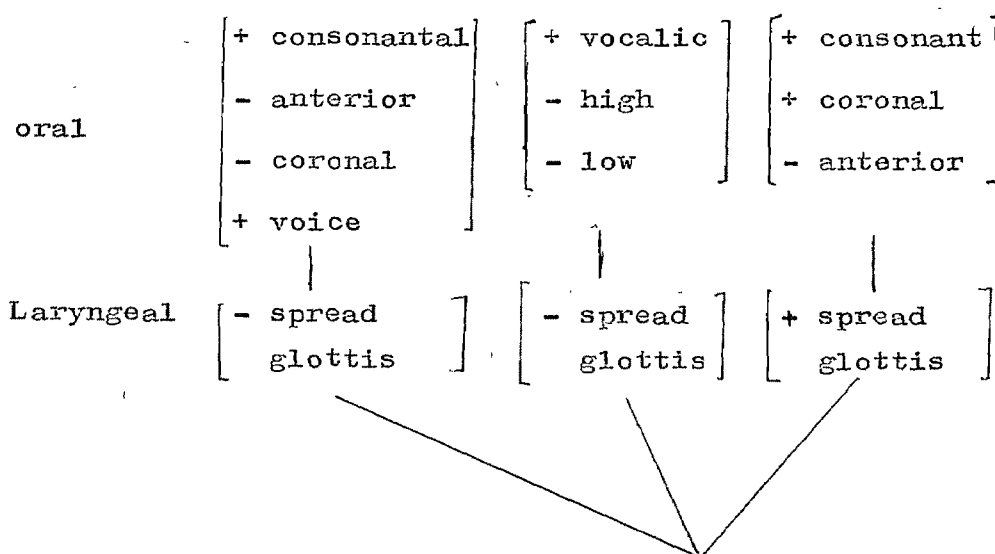 + consonantal + vocalic + consonant
- anterior - high + coronal
oral
- coronal - low - anterior
+ voice
Laryngeal - spread - spread + spread
glottis glottis glottis